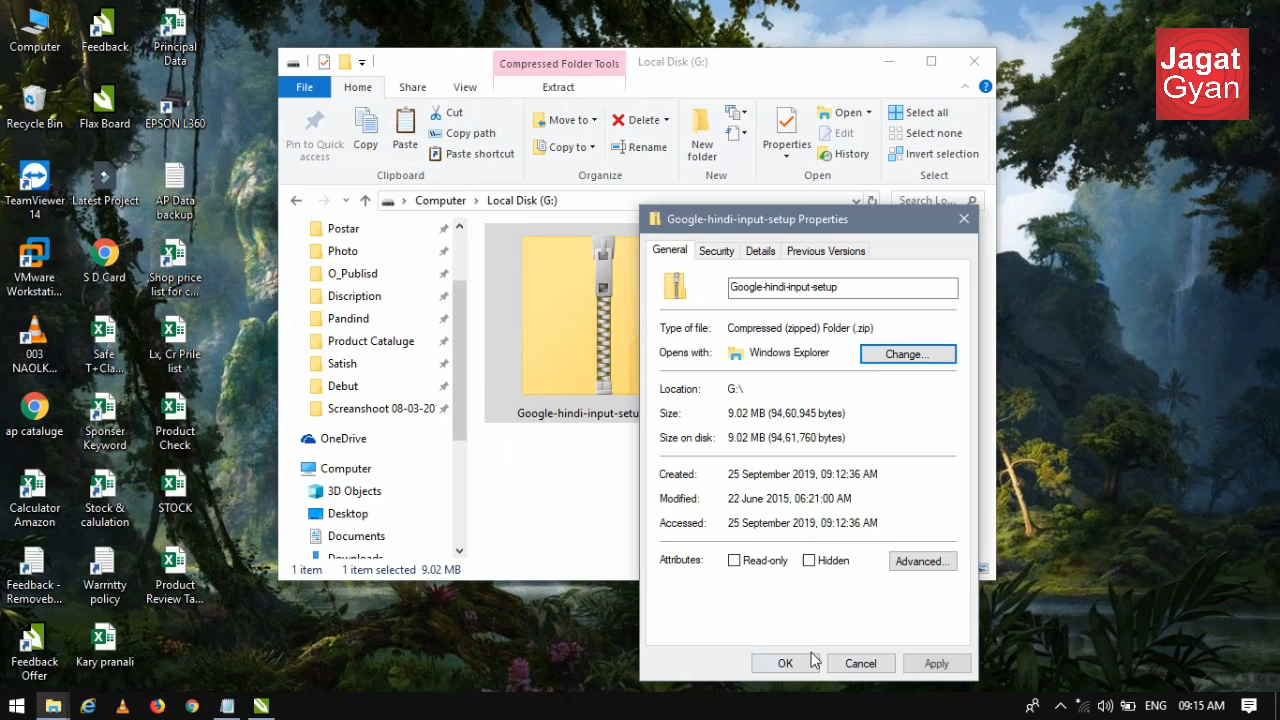 Computer
Feedback
Principal
Data
Recycle Bin
Flax Board
EPSON L360
TeamViewer
14
Latest Project
AP Data
backup
VMware
Workstati...
S D Card
Shop price
list for c...
003
NAOLK...
Safe
T+Cla...
Lx, Cr Prile
list
ap cataluge
Sponser
Keyword
Product
Check
Calculator
Amazon
Stock
& calulation
STOCK
Feedback -
Removeb...
Warrntty
policy
Product
Review Ta...
Feedback
Offer
Kary pranali
Jagat
Gyan
Compressed Folder Tools
Local Disk (G:)
File
Home
Share
View
Extract
Pin to Quick
access
Copy
Paste
Cut
Copy path
Paste shortcut
Clipboard
Move to
Copy to
Delete
Rename
Organize
New
folder
New
Properties
Open
Edit
History
Open
Select all
Select none
Invert selection
Select
Computer
Local Disk (G:)
Search Lo...
Postar
Photo
O_Publisd
Discription
Pandind
Product Cataluge
Satish
Debut
Screanshoot 08-03-20
OneDrive
Computer
3D Objects
Desktop
Documents
Downloads
Google-hindi-input-setu
1 item
1 item selected 9.02 MB
Google-hindi-input-setup Properties
General
Security
Details
Previous Versions
Google-hindi-input-setup
Type of file:
Compressed (zipped) Folder (.zip)
Opens with:
Windows Explorer
Change...
Location:
G:\
Size:
9.02 MB (94,60,945 bytes)
Size on disk:
9.02 MB (94,61,760 bytes)
Created:
25 September 2019, 09:12:36 AM
Modified:
22 June 2015, 06:21:00 AM
Accessed:
25 September 2019, 09:12:36 AM
Attributes:
Read-only
Hidden
Advanced...
OK
Cancel
Apply
ENG
09:15 AM